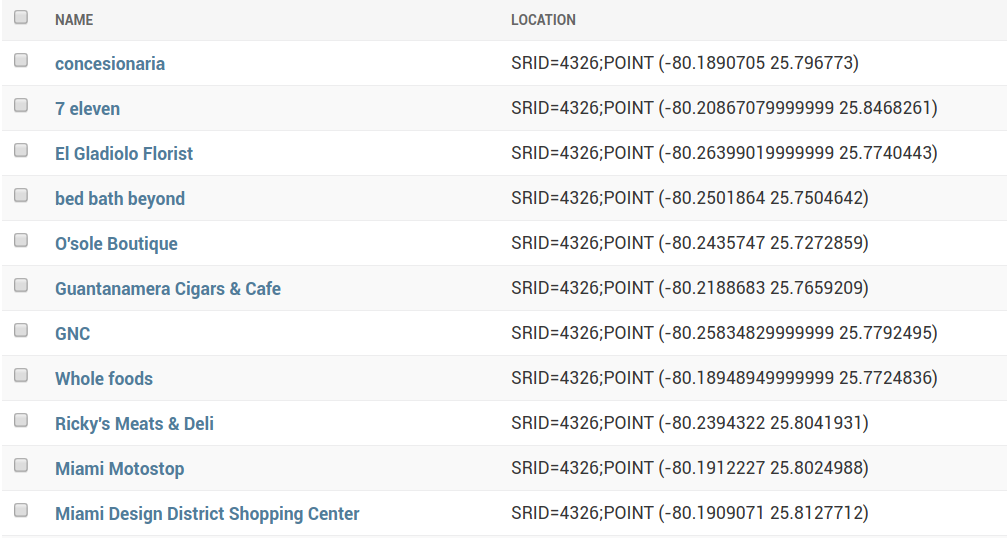 NAME LOCATION
concesionaria SRID=4326;POINT (-80.1890705 25.796773)
7 eleven SRID=4326;POINT (-80.20867079999999 25.8468261)
El Gladiolo Florist SRID=4326;POINT (-80.26399019999999 25.7740443)
bed bath beyond SRID=4326;POINT (-80.2501864 25.7504642)
O'sole Boutique SRID=4326;POINT (-80.2435747 25.7272859)
Guantanamera Cigars & Cafe SRID=4326;POINT (-80.2188683 25.7659209)
GNC SRID=4326;POINT (-80.25834829999999 25.7792495)
Whole foods SRID=4326;POINT (-80.18948949999999 25.7724836)
Ricky's Meats & Deli SRID=4326;POINT (-80.2394322 25.8041931)
Miami Motostop SRID=4326;POINT (-80.1912227 25.8024988)
Miami Design District Shopping Center SRID=4326;POINT (-80.1909071 25.8127712)